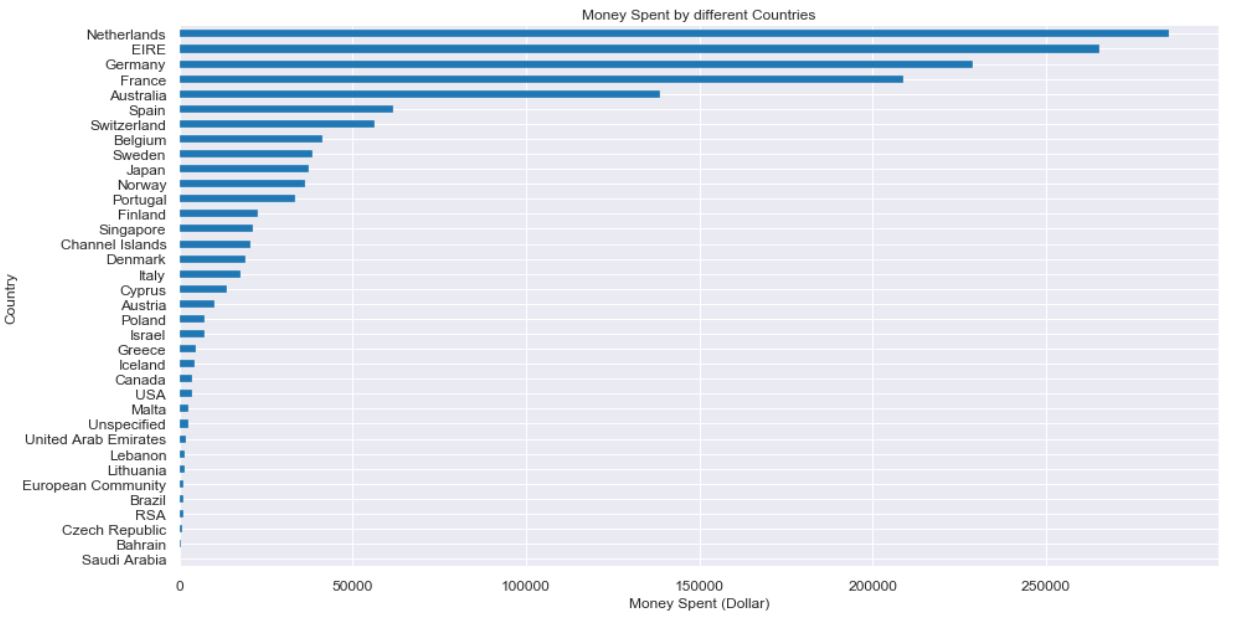 Money Spent by different Countries
Netherlands
EIRE
Germany
France
Australia
Spain
Switzerland
Belgium
Sweden
Japan
Norway
Portugal
Finland
Singapore
Channel Islands
Denmark
Italy
Cyprus
Austria
Poland
Israel
Greece
Iceland
Canada
USA
Malta
Unspecified
United Arab Emirates
Lebanon
Lithuania
European Community
Brazil
RSA
Czech Republic
Bahrain
Saudi Arabia
Country
0 50000 100000 150000 200000 250000
Money Spent (Dollar)